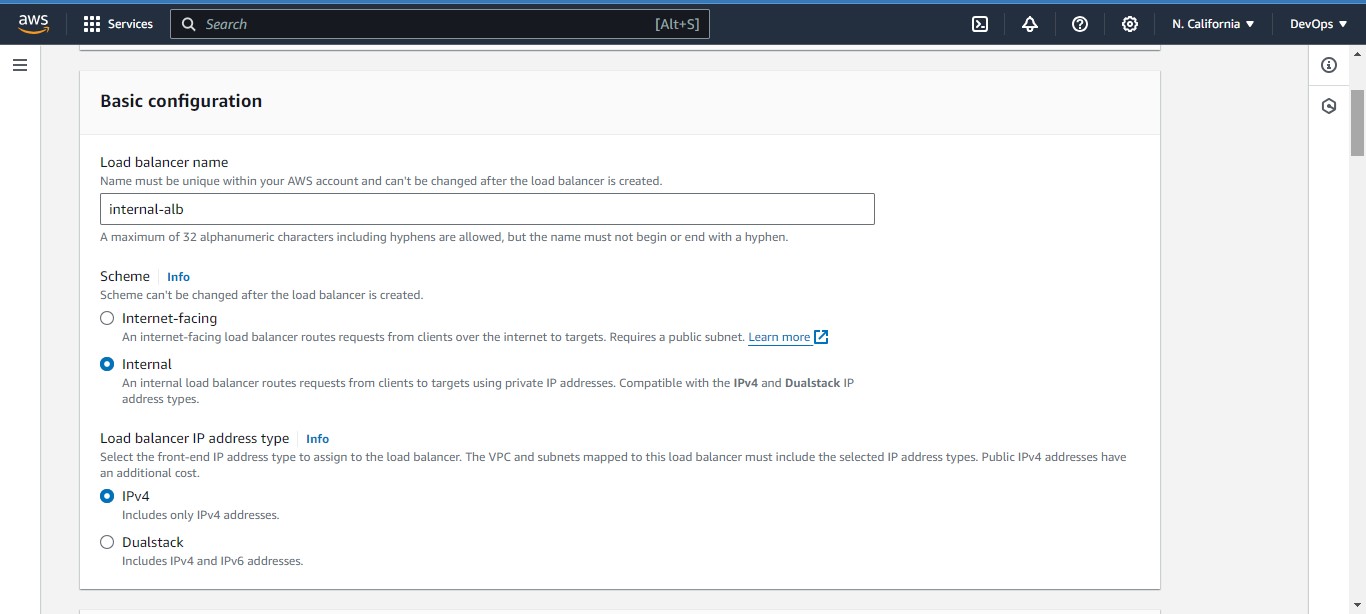 aws Services Search [Alt+S] N. California DevOps
Basic configuration
Load balancer name
Name must be unique within your AWS account and can't be changed after the load balancer is created.
internal-alb
A maximum of 32 alphanumeric characters including hyphens are allowed, but the name must not begin or end with a hyphen.
Scheme Info
Scheme can't be changed after the load balancer is created.
Internet-facing
An internet-facing load balancer routes requests from clients over the internet to targets. Requires a public subnet. Learn more
Internal
An internal load balancer routes requests from clients to targets using private IP addresses. Compatible with the IPv4 and Dualstack IP
address types.
Load balancer IP address type Info
Select the front-end IP address type to assign to the load balancer. The VPC and subnets mapped to this load balancer must include the selected IP address types. Public IPv4 addresses have
an additional cost.
IPv4
Includes only IPv4 addresses.
Dualstack
Includes IPv4 and IPv6 addresses.